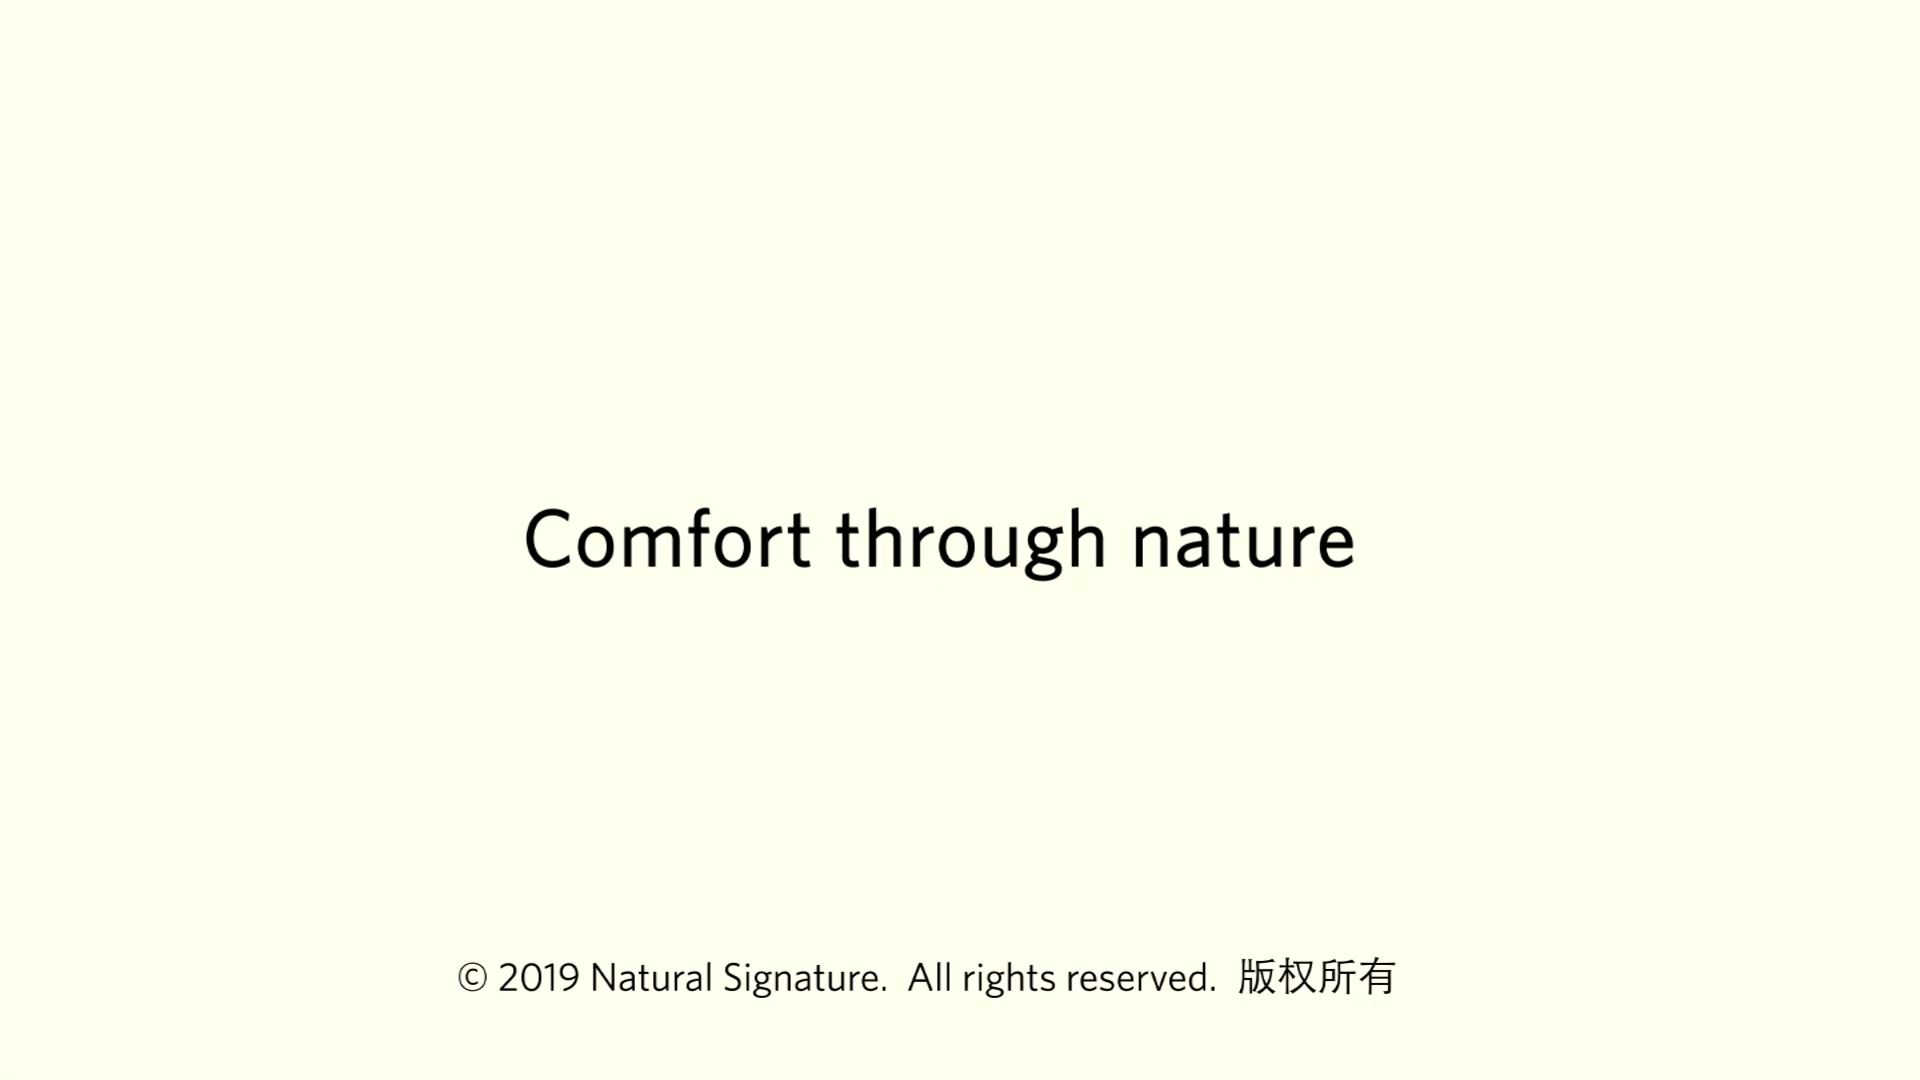 Comfort through nature
© 2019 Natural Signature.  All rights reserved.  版权所有